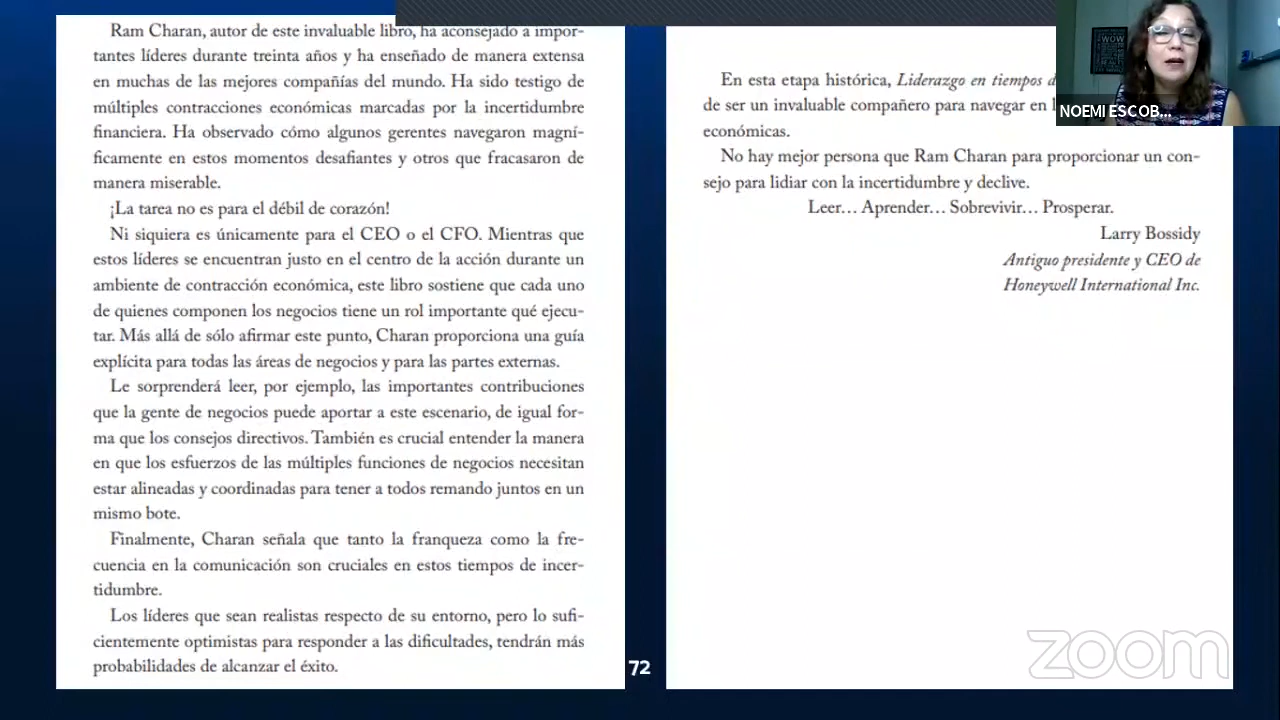 Ram Charan, autor de este invaluable libro, ha aconsejado a impor-
tantes líderes durante treinta años y ha enseñado de manera extensa
en muchas de las mejores compañías del mundo. Ha sido testigo de
múltiples contracciones económicas marcadas por la incertidumbre
financiera. Ha observado cómo algunos gerentes navegaron magní-
ficamente en estos momentos desafiantes y otros que fracasaron de
manera miserable.
¡La tarea no es para el débil de corazón!
Ni siquiera es únicamente para el CEO o el CFO. Mientras que
estos líderes se encuentran justo en el centro de la acción durante un
ambiente de contracción económica, este libro sostiene que cada uno
de quienes componen los negocios tiene un rol importante qué ejecu-
tar. Más allá de sólo afirmar este punto, Charan proporciona una guía
explícita para todas las áreas de negocios y para las partes externas.
Le sorprenderá leer, por ejemplo, las importantes contribuciones
que la gente de negocios puede aportar a este escenario, de igual for-
ma que los consejos directivos. También es crucial entender la manera
en que los esfuerzos de las múltiples funciones de negocios necesitan
estar alineadas y coordinadas para tener a todos remando juntos en un
mismo bote.
Finalmente, Charan señala que tanto la franqueza como la fre-
cuencia en la comunicación son cruciales en estos tiempos de incer-
tidumbre.
Los líderes que sean realistas respecto de su entorno, pero lo sufi-
cientemente optimistas para responder a las dificultades, tendrán más
probabilidades de alcanzar el éxito.
72
En esta etapa histórica, Liderazgo en tiempos
de ser un invaluable compañero para navegar en
económicas.
No hay mejor persona que Ram Charan para proporcionar un con-
sejo para lidiar con la incertidumbre y declive.
Leer... Aprender... Sobrevivir... Prosperar.
Larry Bossidy
Antiguo presidente y CEO de
Honeywell International Inc.
WOW
NOEMI ESCOB...
zoom